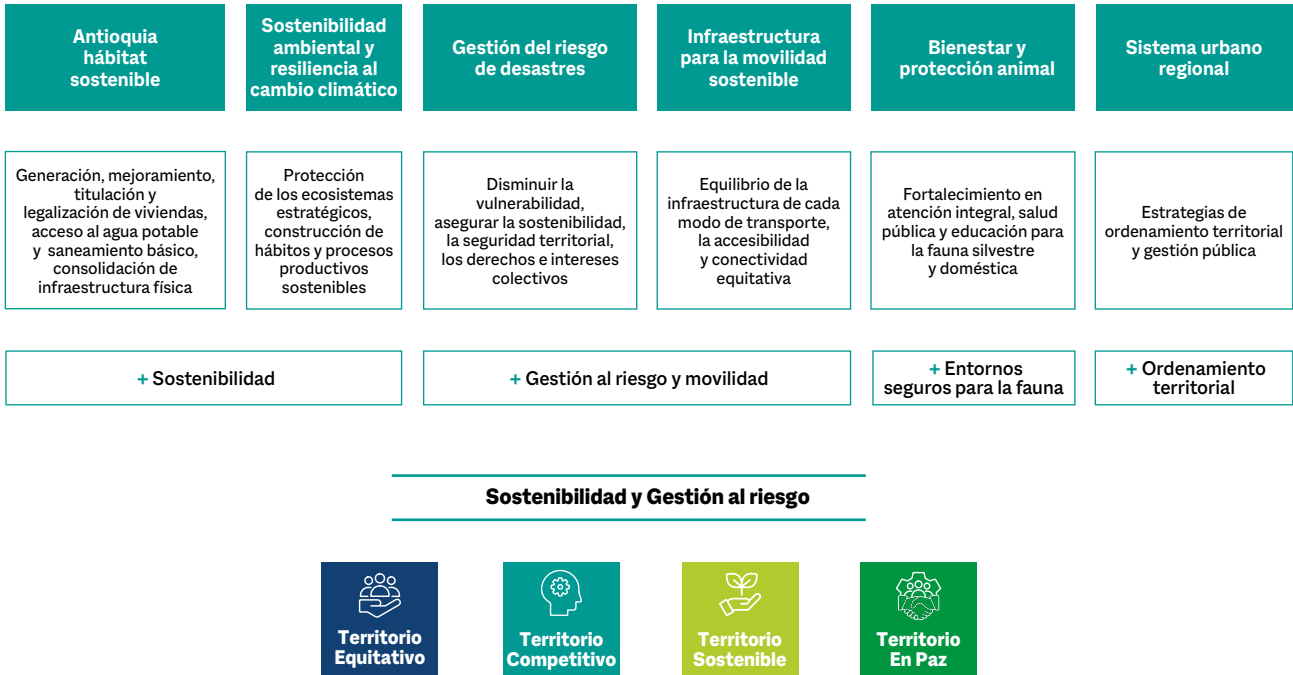 Antioquia
hábitat
sostenible
Sostenibilidad
ambiental y
resiliencia al
cambio climático
Gestión del riesgo
de desastres
Infraestructura
para la movilidad
sostenible
Bienestar y
protección animal
Sistema urbano
regional
Generación, mejoramiento,
titulación y
legalización de viviendas,
acceso al agua potable
y saneamiento básico,
consolidación de
infraestructura física
Protección
de los ecosistemas
estratégicos,
construcción de
hábitos y procesos
productivos
sostenibles
Disminuir la
vulnerabilidad,
asegurar la sostenibilidad,
la seguridad territorial,
los derechos e intereses
colectivos
Equilibrio de la
infraestructura de cada
modo de transporte,
la accesibilidad
y conectividad
equitativa
Fortalecimiento en
atención integral, salud
pública y educación para
la fauna silvestre
y doméstica
Estrategias de
ordenamiento territorial
y gestión pública
+ Sostenibilidad
+ Gestión al riesgo y movilidad
+ Entornos
seguros para la fauna
+ Ordenamiento
territorial
Sostenibilidad y Gestión al riesgo
Territorio
Equitativo
Territorio
Competitivo
Territorio
Sostenible
Territorio
En Paz